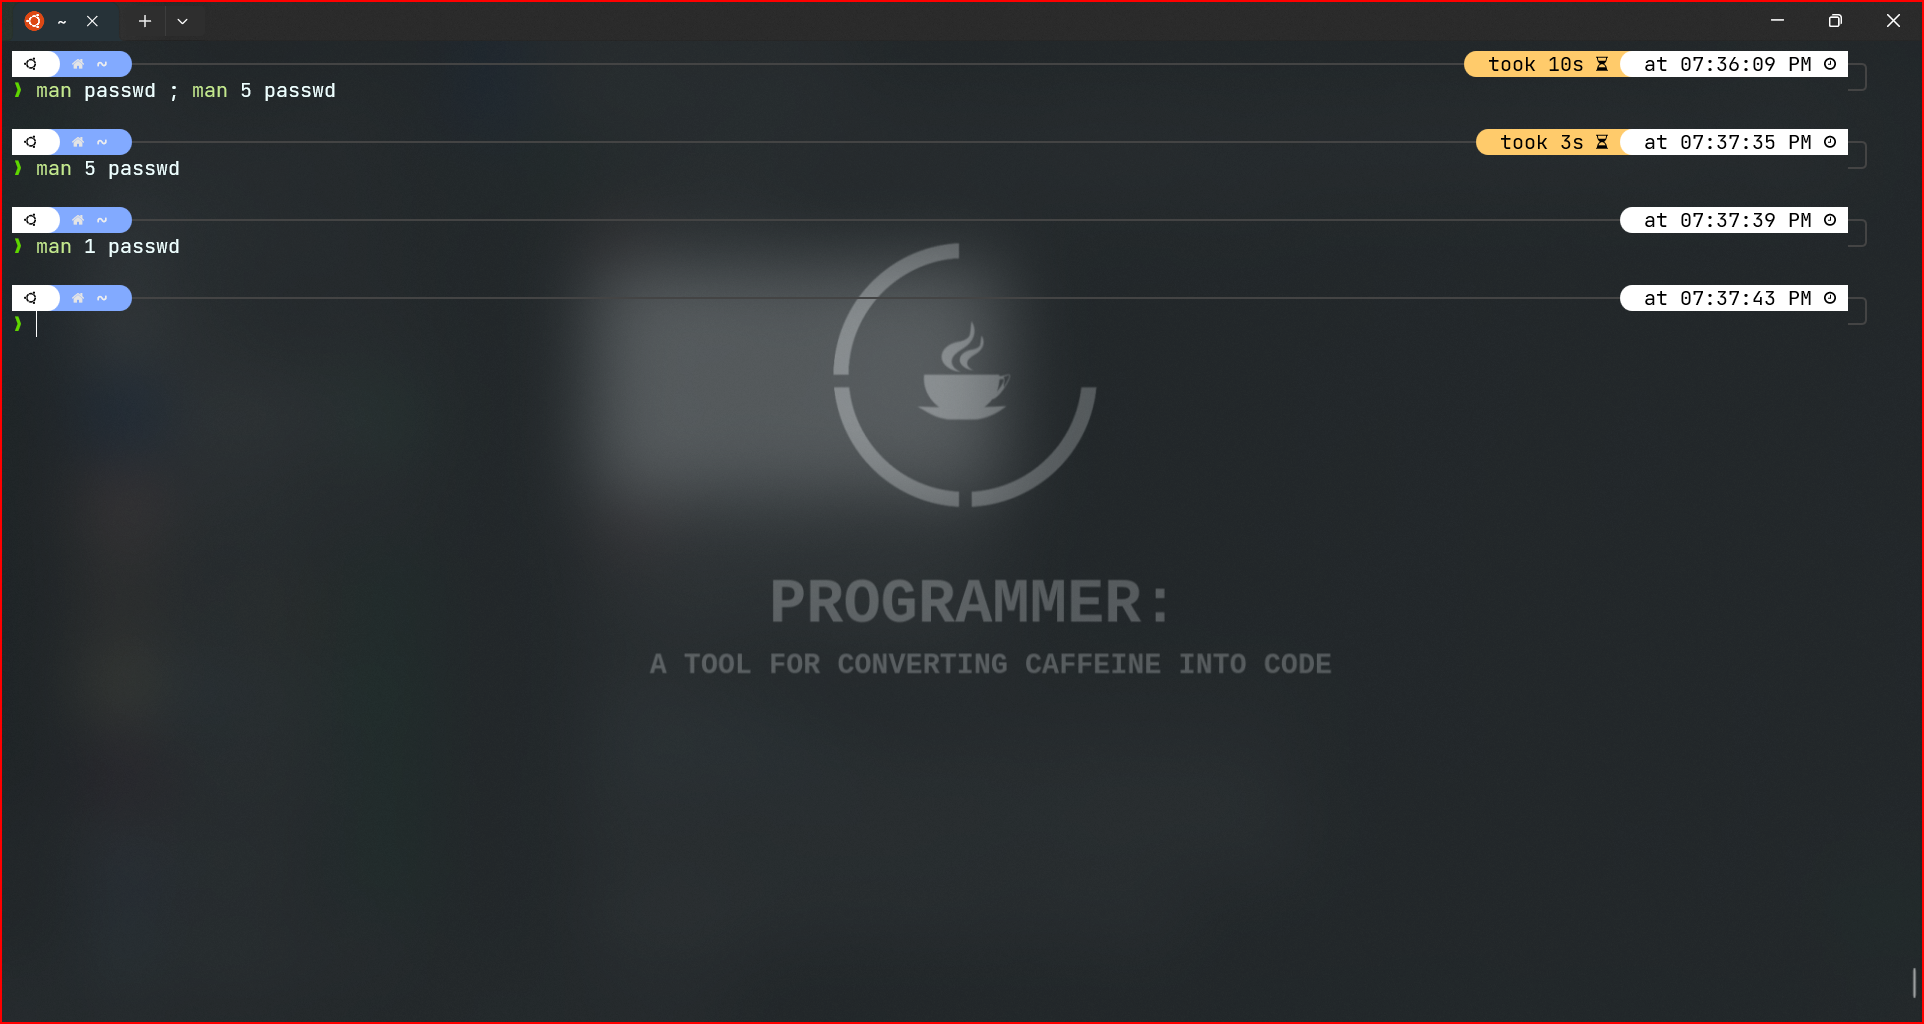 ~
~ took 10s at 07:36:09 PM
❯ man passwd ; man 5 passwd
~ took 3s at 07:37:35 PM
❯ man 5 passwd
~ at 07:37:39 PM
❯ man 1 passwd
~ at 07:37:43 PM
❯
PROGRAMMER:
A TOOL FOR CONVERTING CAFFEINE INTO CODE